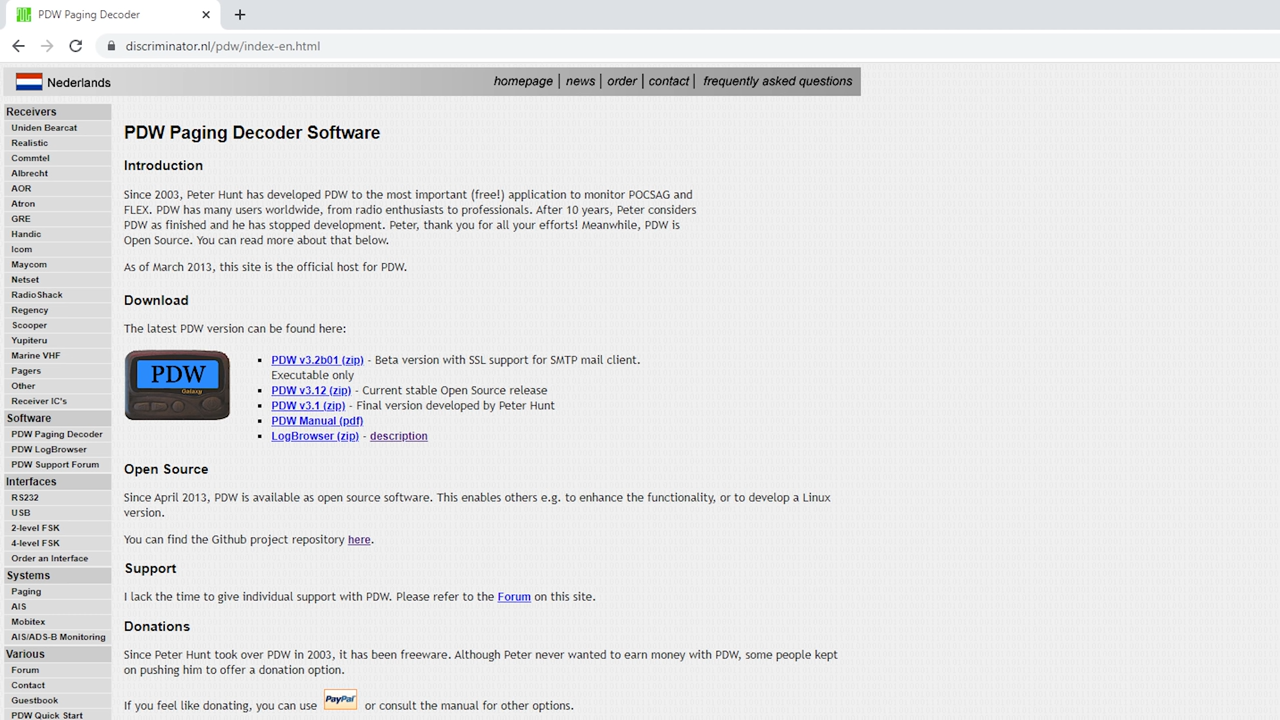 PDW Paging Decoder
discriminator.nl/pdw/index-en.html
Nederlands
homepage | news | order | contact | frequently asked questions
Receivers
Uniden Bearcat
Realistic
Commtel
Albrecht
AOR
Atron
GRE
Handic
Icom
Maycom
Netset
RadioShack
Regency
Scooper
Yupiteru
Marine VHF
Pagers
Other
Receiver IC's
Software
PDW Paging Decoder
PDW LogBrowser
PDW Support Forum
Interfaces
RS232
USB
2-level FSK
4-level FSK
Order an Interface
Systems
Paging
AIS
Mobitex
AIS/ADS-B Monitoring
Various
Forum
Contact
Guestbook
PDW Quick Start
PDW Paging Decoder Software
Introduction
Since 2003, Peter Hunt has developed PDW to the most important (free!) application to monitor POCSAG and
FLEX. PDW has many users worldwide, from radio enthusiasts to professionals. After 10 years, Peter considers
PDW as finished and he has stopped development. Peter, thank you for all your efforts! Meanwhile, PDW is
Open Source. You can read more about that below.
As of March 2013, this site is the official host for PDW.
Download
The latest PDW version can be found here:
PDW
Galaxy
PDW v3.2b01 (zip) - Beta version with SSL support for SMTP mail client.
Executable only
PDW v3.12 (zip) - Current stable Open Source release
PDW v3.1 (zip) - Final version developed by Peter Hunt
PDW Manual (pdf)
LogBrowser (zip) - description
Open Source
Since April 2013, PDW is available as open source software. This enables others e.g. to enhance the functionality, or to develop a Linux
version.
You can find the Github project repository here.
Support
I lack the time to give individual support with PDW. Please refer to the Forum on this site.
Donations
Since Peter Hunt took over PDW in 2003, it has been freeware. Although Peter never wanted to earn money with PDW, some people kept
on pushing him to offer a donation option.
If you feel like donating, you can use PayPal or consult the manual for other options.